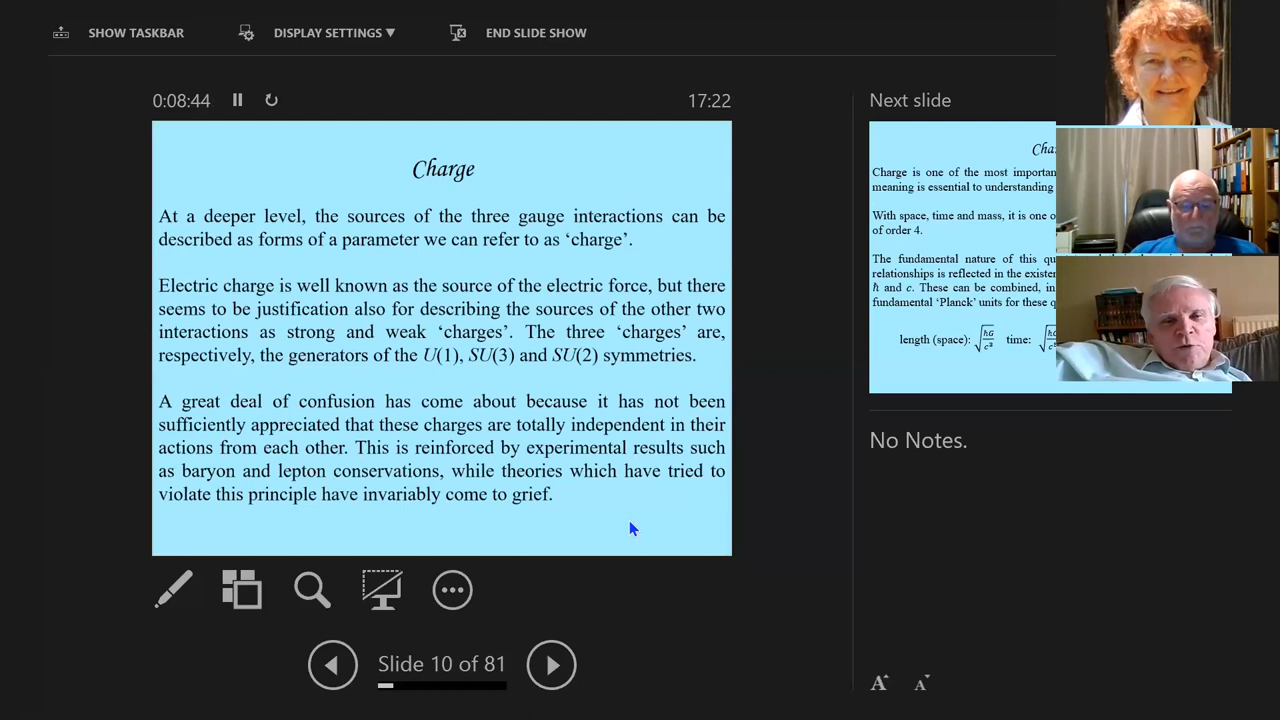 SHOW TASKBAR
DISPLAY SETTINGS ▼
END SLIDE SHOW
0:08:44
17:22
Next slide
Charge
At a deeper level, the sources of the three gauge interactions can be
described as forms of a parameter we can refer to as ‘charge’.
Electric charge is well known as the source of the electric force, but there
seems to be justification also for describing the sources of the other two
interactions as strong and weak ‘charges’. The three ‘charges’ are,
respectively, the generators of the U(1), SU(3) and SU(2) symmetries.
A great deal of confusion has come about because it has not been
sufficiently appreciated that these charges are totally independent in their
actions from each other. This is reinforced by experimental results such
as baryon and lepton conservations, while theories which have tried to
violate this principle have invariably come to grief.
Charge is one of the most
meaning is essential to understanding
With space, time and mass, it is one
of order 4.
The fundamental nature of this
relationships is reflected in the
ħ and c. These can be combined,
fundamental ‘Planck’ units for these
length (space): √ħG/c³ time:
No Notes.
Slide 10 of 81
A A